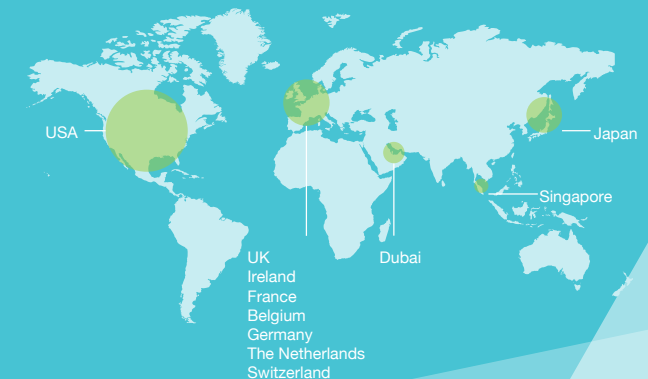 USA
Japan
Singapore
UK
Ireland
France
Belgium
Germany
The Netherlands
Switzerland
Dubai